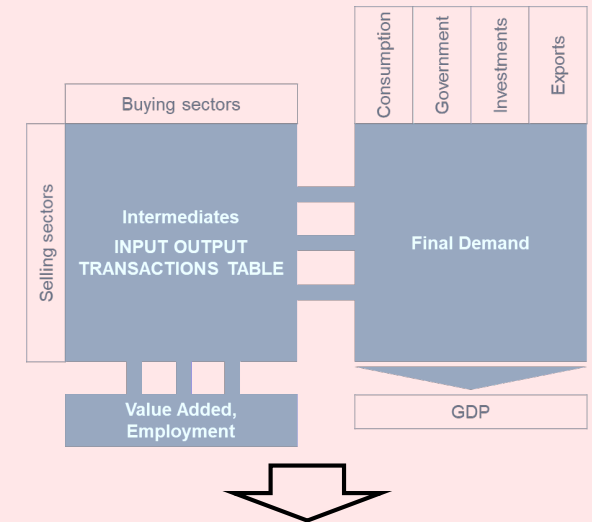 Consumption
Government
Investments
Exports
Buying sectors
Selling sectors
Intermediates
INPUT OUTPUT
TRANSACTIONS TABLE
Final Demand
Value Added,
Employment
GDP